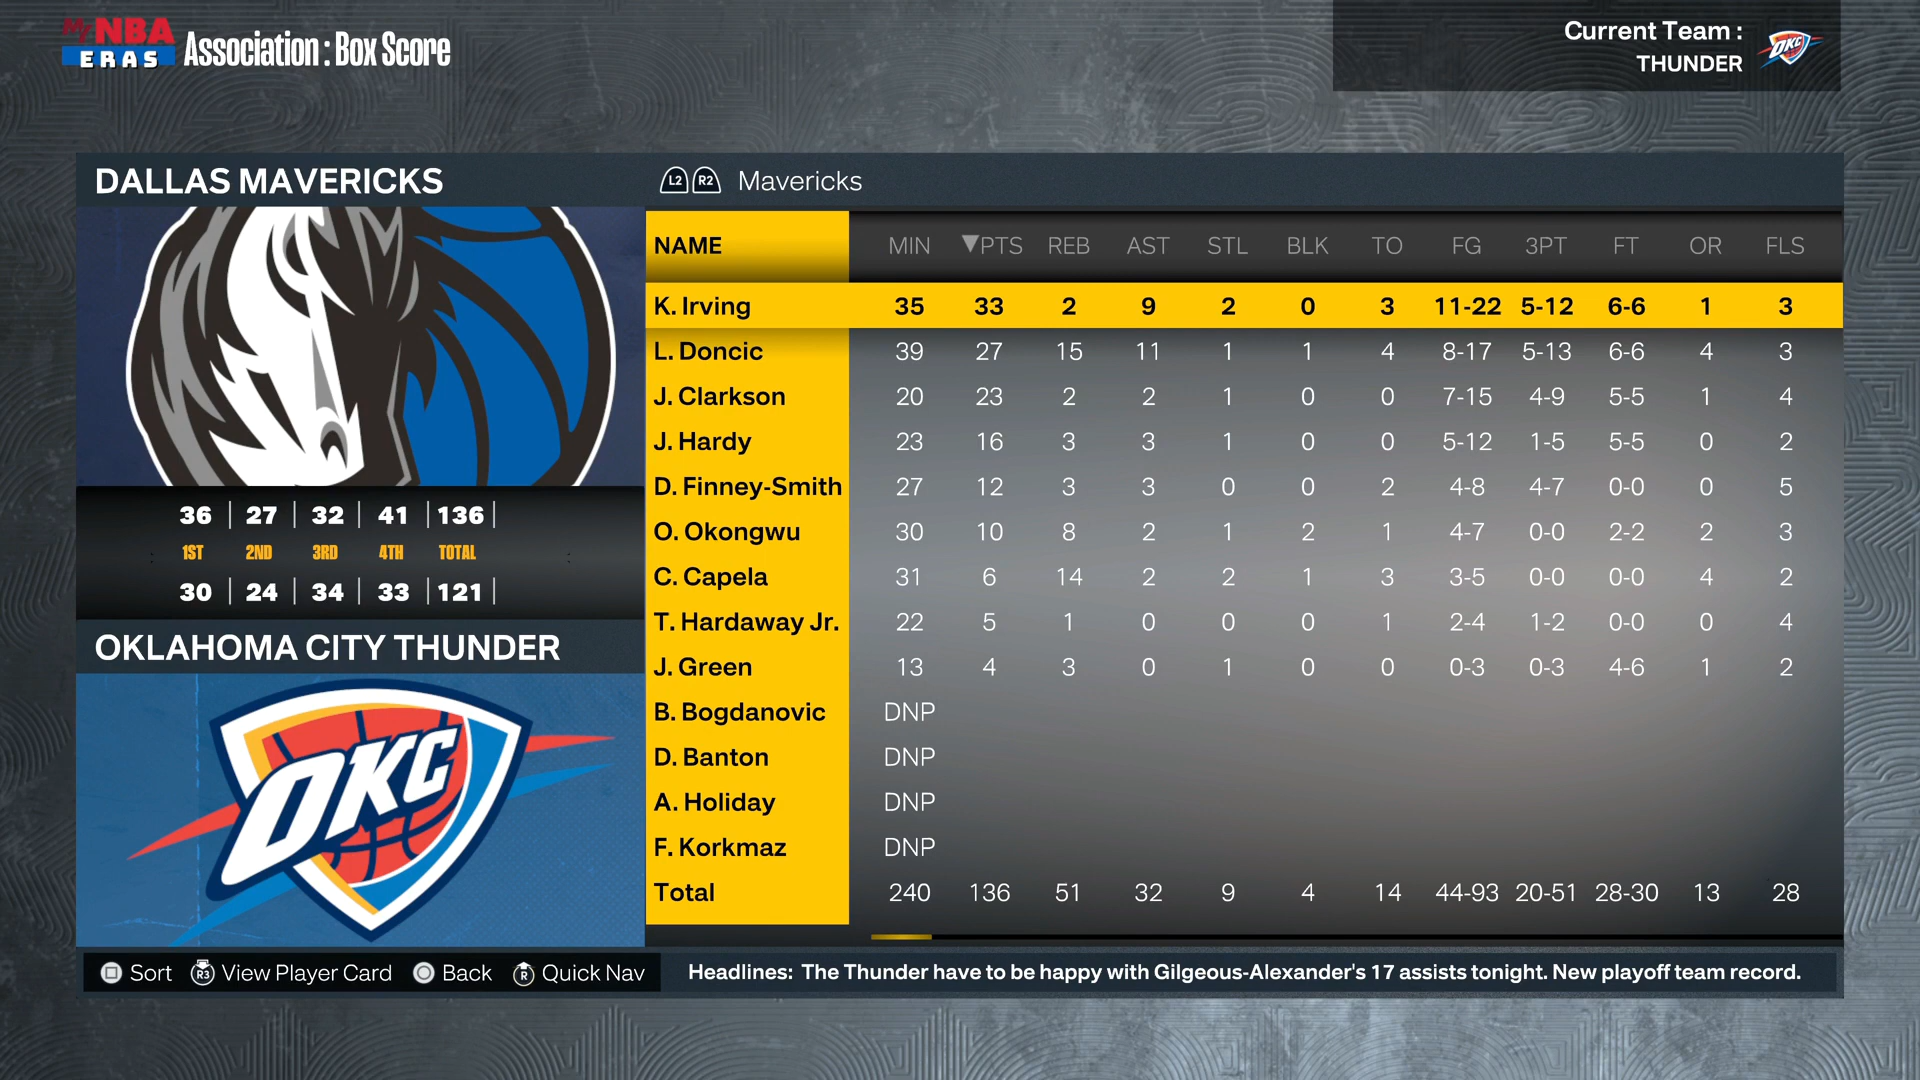 My NBA ERAS Association : Box Score
Current Team :
THUNDER
OKC
DALLAS MAVERICKS
36 | 27 | 32 | 41 | 136 |
1ST 2ND 3RD 4TH TOTAL
30 | 24 | 34 | 33 | 121 |
OKLAHOMA CITY THUNDER
OKC
L2 R2 Mavericks
NAME MIN ▼PTS REB AST STL BLK TO FG 3PT FT OR FLS
K. Irving 35 33 2 9 2 0 3 11-22 5-12 6-6 1 3
L. Doncic 39 27 15 11 1 1 4 8-17 5-13 6-6 4 3
J. Clarkson 20 23 2 2 1 0 0 7-15 4-9 5-5 1 4
J. Hardy 23 16 3 3 1 0 0 5-12 1-5 5-5 0 2
D. Finney-Smith 27 12 3 3 0 0 2 4-8 4-7 0-0 0 5
O. Okongwu 30 10 8 2 1 2 1 4-7 0-0 2-2 2 3
C. Capela 31 6 14 2 2 1 3 3-5 0-0 0-0 4 2
T. Hardaway Jr. 22 5 1 0 0 0 1 2-4 1-2 0-0 0 4
J. Green 13 4 3 0 1 0 0 0-3 0-3 4-6 1 2
B. Bogdanovic DNP
D. Banton DNP
A. Holiday DNP
F. Korkmaz DNP
Total 240 136 51 32 9 4 14 44-93 20-51 28-30 13 28
Sort R3 View Player Card Back R Quick Nav
Headlines: The Thunder have to be happy with Gilgeous-Alexander's 17 assists tonight. New playoff team record.